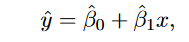 ŷ = β̂₀ + β̂₁x,